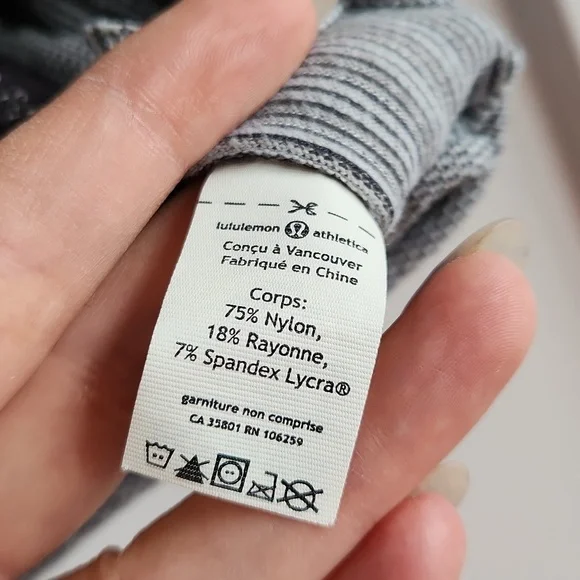 lululemon athletica
Conçu à Vancouver
Fabriqué en Chine
Corps:
75% Nylon,
18% Rayonne,
7% Spandex Lycra®
garniture non comprise
CA 35801 RN 106259